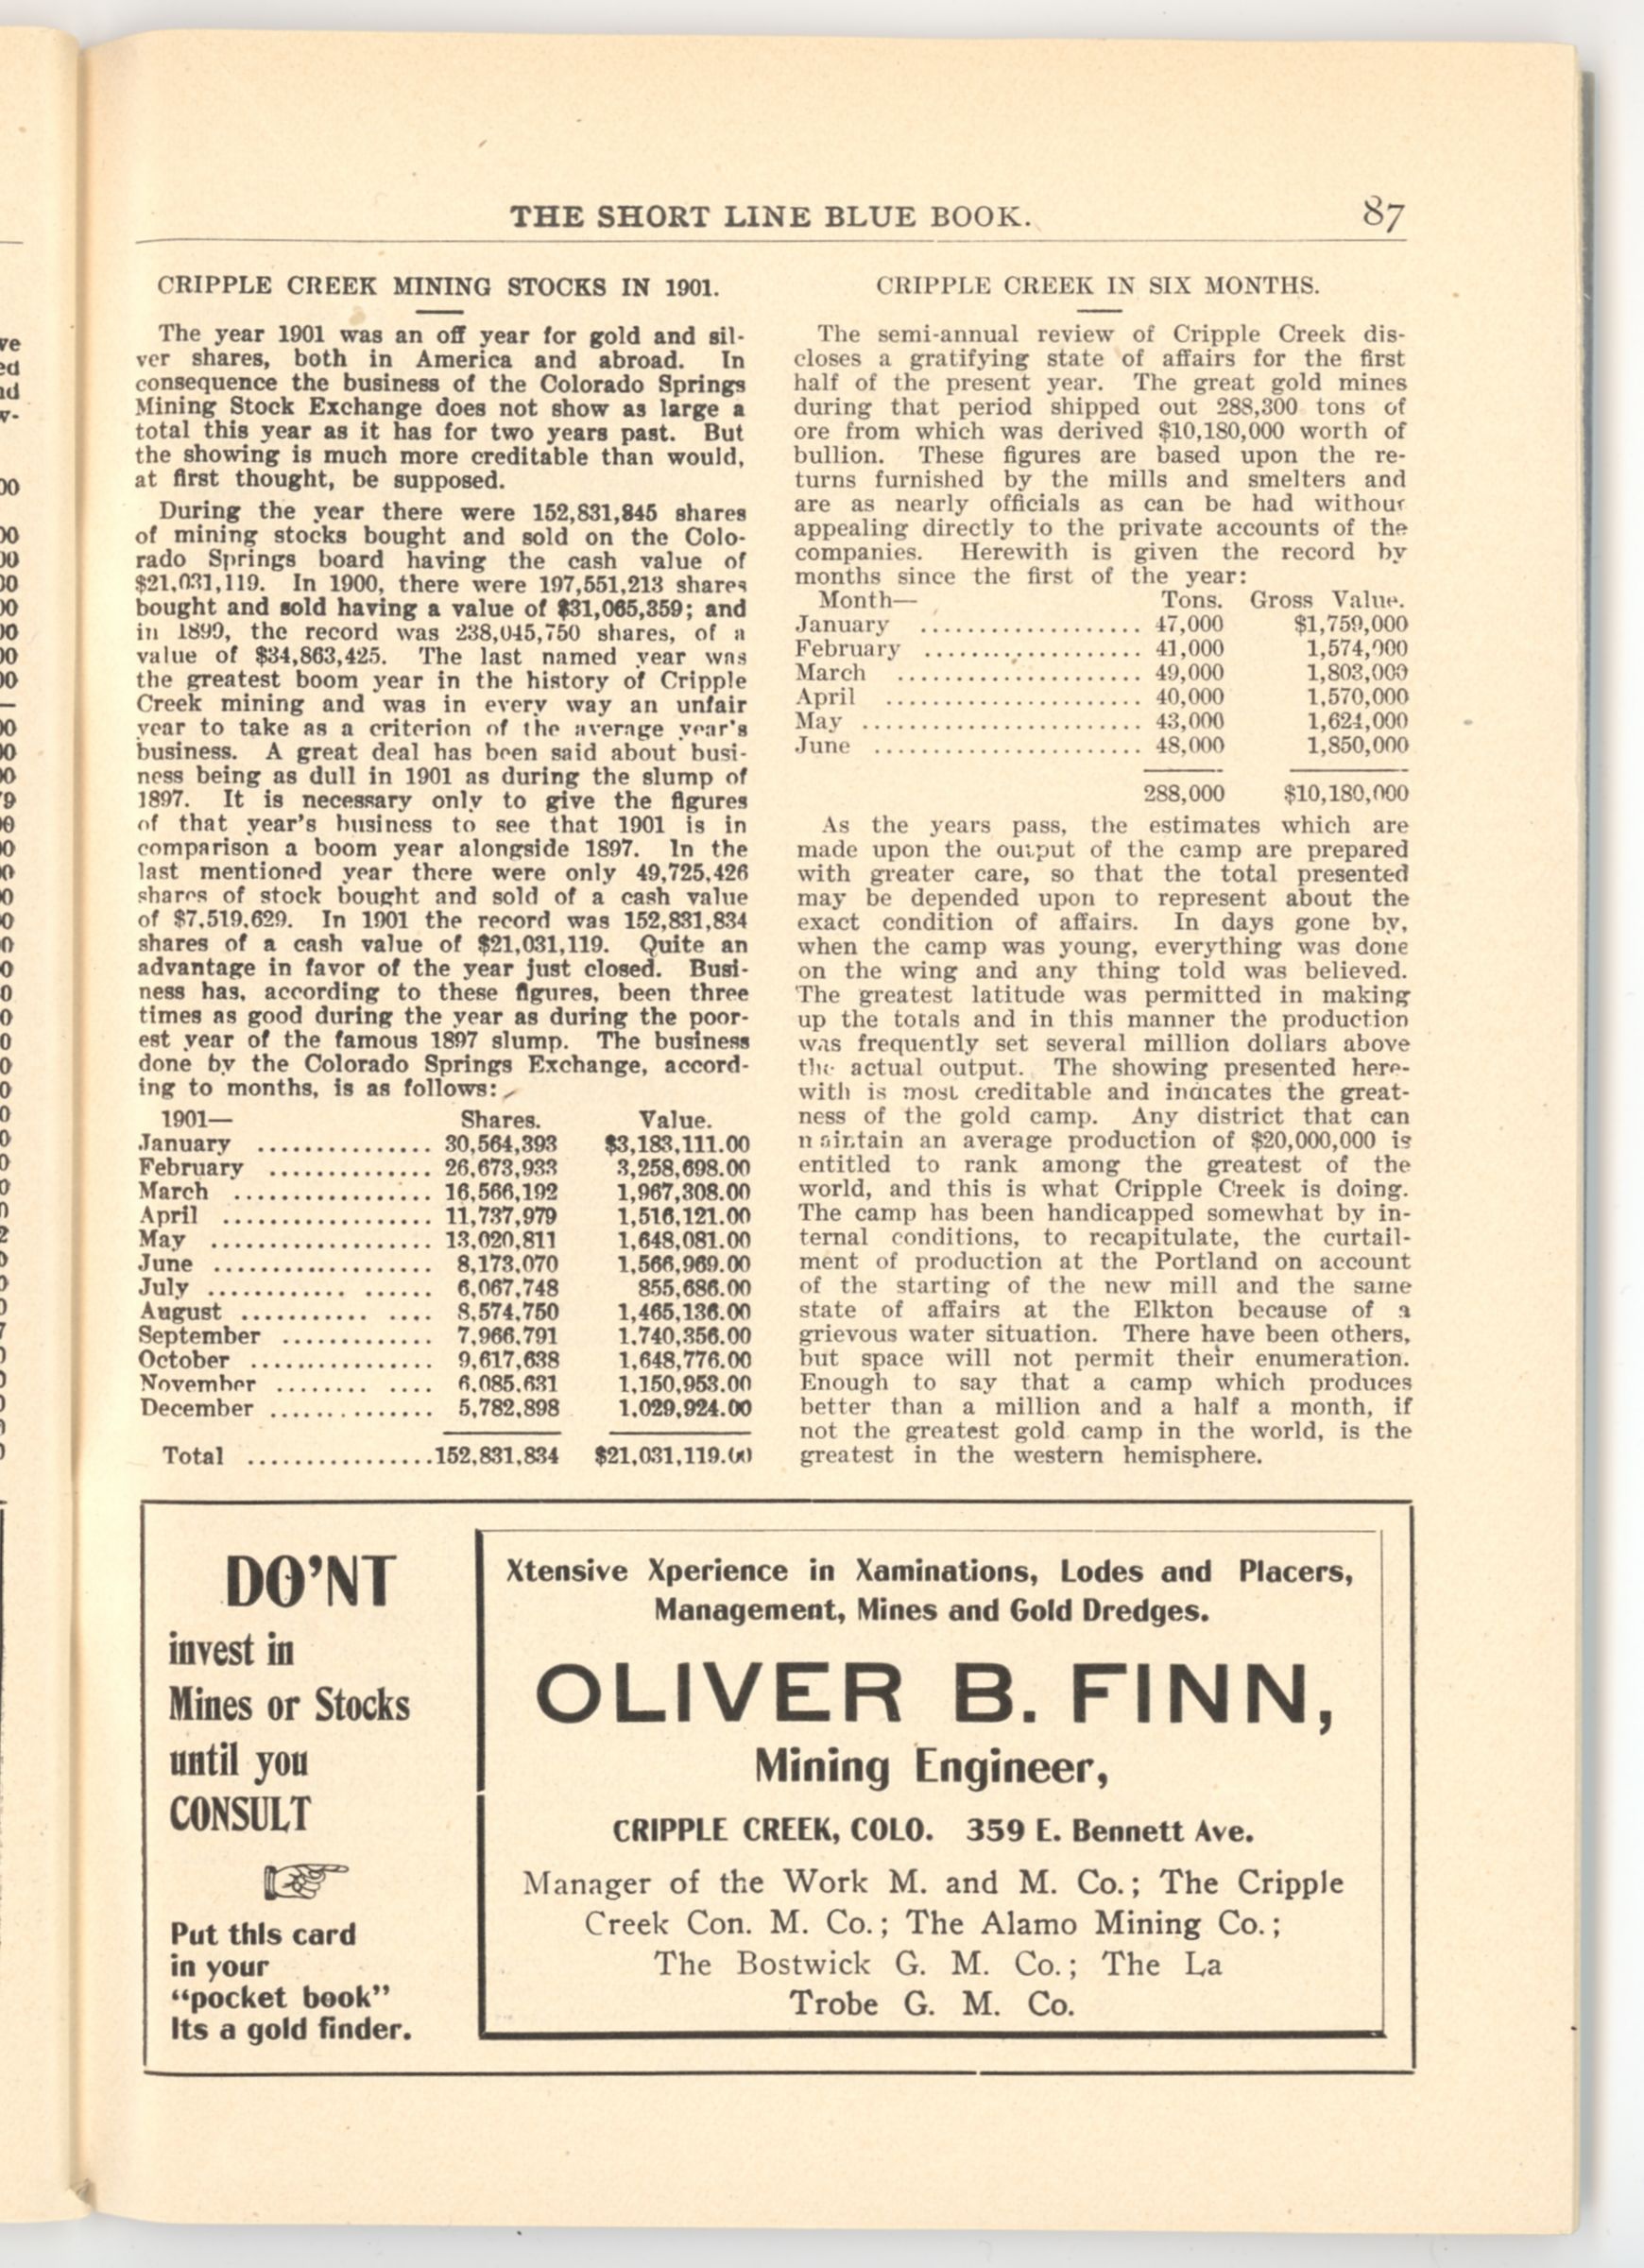 THE SHORT LINE BLUE BOOK.
87
CRIPPLE CREEK MINING STOCKS IN 1901.
The year 1901 was an off year for gold and sil-
ver shares, both in America and abroad. In
consequence the business of the Colorado Springs
Mining Stock Exchange does not show as large a
total this year as it has for two years past. But
the showing is much more creditable than would,
at first thought, be supposed.
During the year there were 152,831,845 shares
of mining stocks bought and sold on the Colo-
rado Springs board having the cash value of
$21,031,119. In 1900, there were 197,551,213 shares
bought and sold having a value of $31,065,359; and
in 1899, the record was 238,045,750 shares, of a
value of $34,863,425. The last named year was
the greatest boom year in the history of Cripple
Creek mining and was in every way an unfair
year to take as a criterion of the average year's
business. A great deal has been said about busi-
ness being as dull in 1901 as during the slump of
1897. It is necessary only to give the figures
of that year's business to see that 1901 is in
comparison a boom year alongside 1897. In the
last mentioned year there were only 49,725,426
shares of stock bought and sold of a cash value
of $7,519,629. In 1901 the record was 152,831,834
shares of a cash value of $21,031,119. Quite an
advantage in favor of the year just closed. Busi-
ness has, according to these figures, been three
times as good during the year as during the poor-
est year of the famous 1897 slump. The business
done by the Colorado Springs Exchange, accord-
ing to months, is as follows:
1901— Shares. Value.
January ............... 30,564,393 $3,183,111.00
February .............. 26,673,933 3,258,698.00
March ................. 16,566,192 1,967,308.00
April .................. 11,737,979 1,516,121.00
May ................... 13,020,811 1,648,081.00
June ................... 8,173,070 1,566,969.00
July ............ ...... 6,067,748 855,686.00
August ........... .... 8,574,750 1,465,136.00
September ............. 7,966,791 1,740,356.00
October ................ 9,617,638 1,648,776.00
November ........ .... 6,085,631 1,150,953.00
December .............. 5,782,898 1,029,924.00
Total ................152,831,834 $21,031,119.00
CRIPPLE CREEK IN SIX MONTHS.
The semi-annual review of Cripple Creek dis-
closes a gratifying state of affairs for the first
half of the present year. The great gold mines
during that period shipped out 288,300 tons of
ore from which was derived $10,180,000 worth of
bullion. These figures are based upon the re-
turns furnished by the mills and smelters and
are as nearly officials as can be had without
appealing directly to the private accounts of the
companies. Herewith is given the record by
months since the first of the year:
Month— Tons. Gross Value.
January .................... 47,000 $1,759,000
February ................... 41,000 1,574,000
March ...................... 49,000 1,803,000
April ....................... 40,000 1,570,000
May ......................... 43,000 1,624,000
June ........................ 48,000 1,850,000
288,000 $10,180,000
As the years pass, the estimates which are
made upon the output of the camp are prepared
with greater care, so that the total presented
may be depended upon to represent about the
exact condition of affairs. In days gone by,
when the camp was young, everything was done
on the wing and any thing told was believed.
The greatest latitude was permitted in making
up the totals and in this manner the production
was frequently set several million dollars above
the actual output. The showing presented here-
with is most creditable and indicates the great-
ness of the gold camp. Any district that can
maintain an average production of $20,000,000 is
entitled to rank among the greatest of the
world, and this is what Cripple Creek is doing.
The camp has been handicapped somewhat by in-
ternal conditions, to recapitulate, the curtail-
ment of production at the Portland on account
of the starting of the new mill and the same
state of affairs at the Elkton because of a
grievous water situation. There have been others,
but space will not permit their enumeration.
Enough to say that a camp which produces
better than a million and a half a month, if
not the greatest gold camp in the world, is the
greatest in the western hemisphere.
DO'NT
invest in
Mines or Stocks
until you
CONSULT
Put this card
in your
“pocket book”
Its a gold finder.
Xtensive Xperience in Xaminations, Lodes and Placers,
Management, Mines and Gold Dredges.
OLIVER B. FINN,
Mining Engineer,
CRIPPLE CREEK, COLO. 359 E. Bennett Ave.
Manager of the Work M. and M. Co.; The Cripple
Creek Con. M. Co.; The Alamo Mining Co.;
The Bostwick G. M. Co.; The La
Trobe G. M. Co.